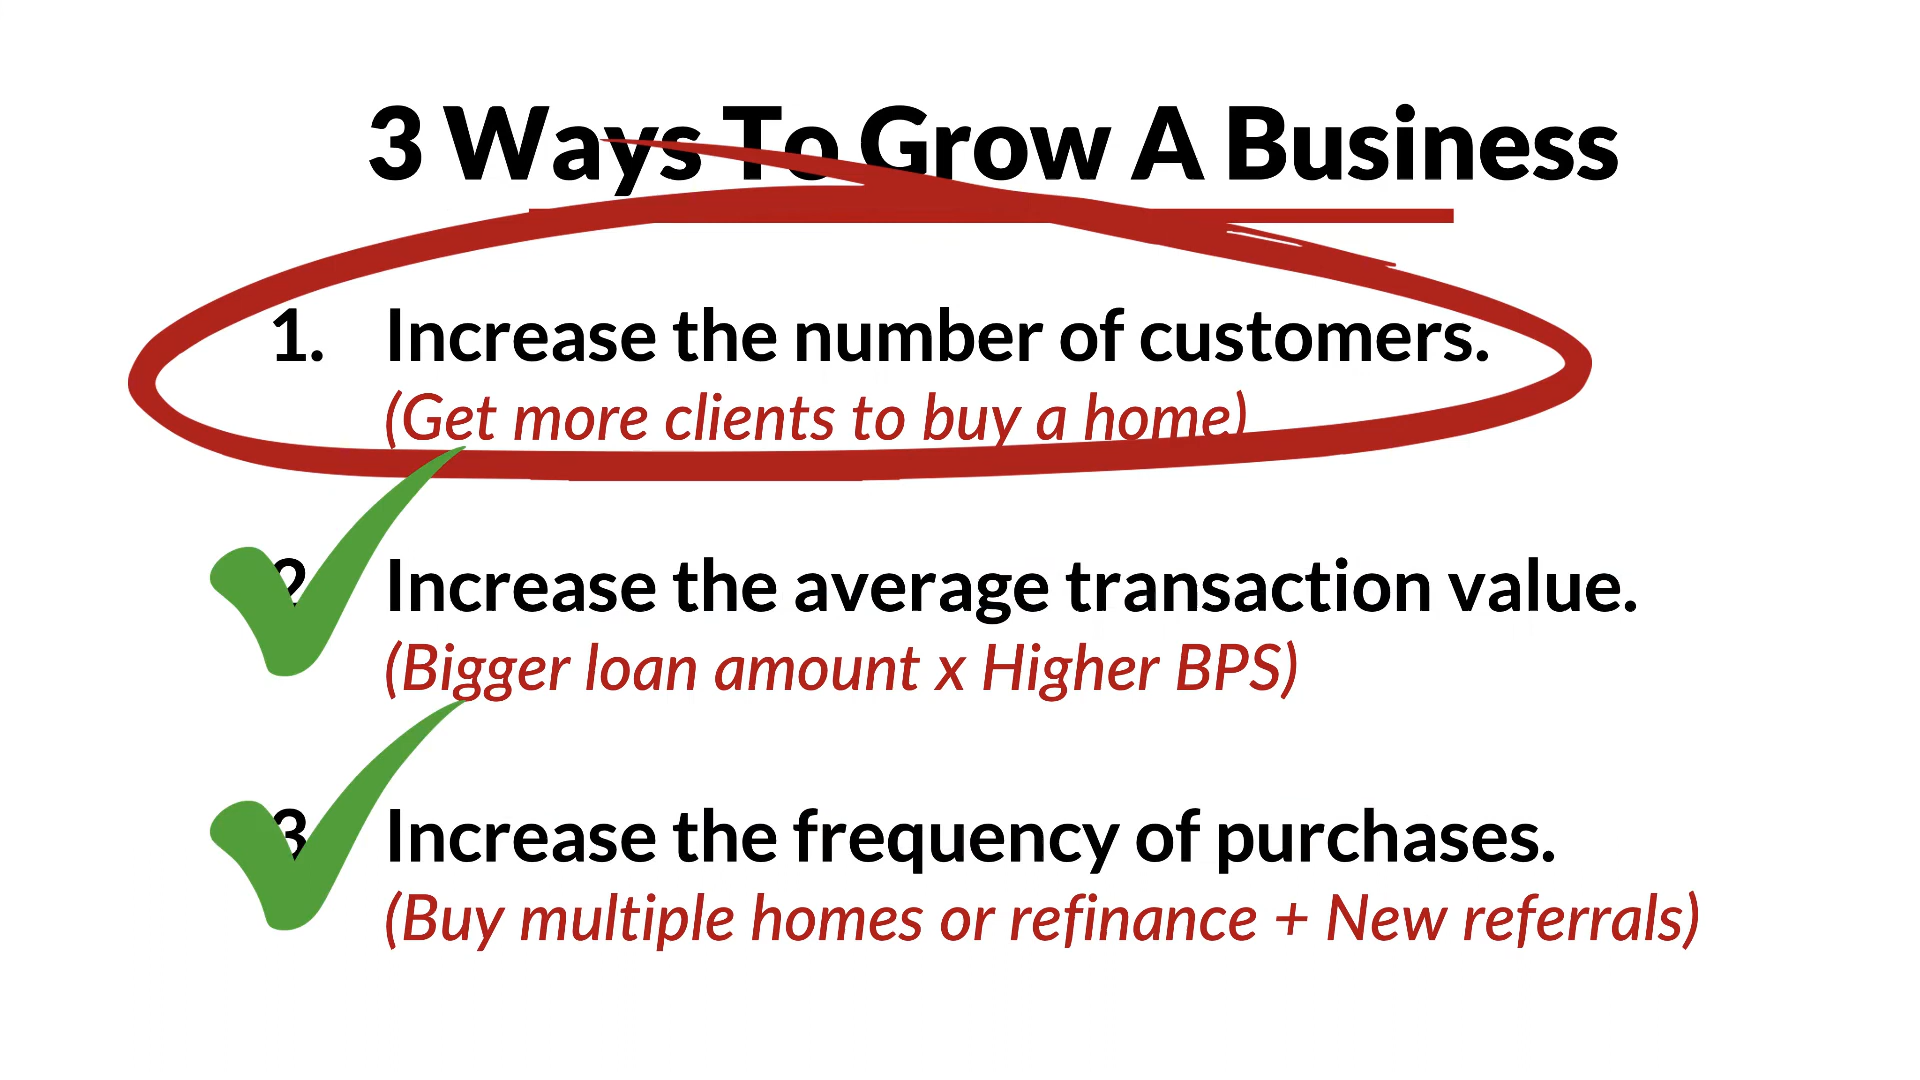 3 Ways To Grow A Business
1. Increase the number of customers.
(Get more clients to buy a home)
2 Increase the average transaction value.
(Bigger loan amount x Higher BPS)
3 Increase the frequency of purchases.
(Buy multiple homes or refinance + New referrals)